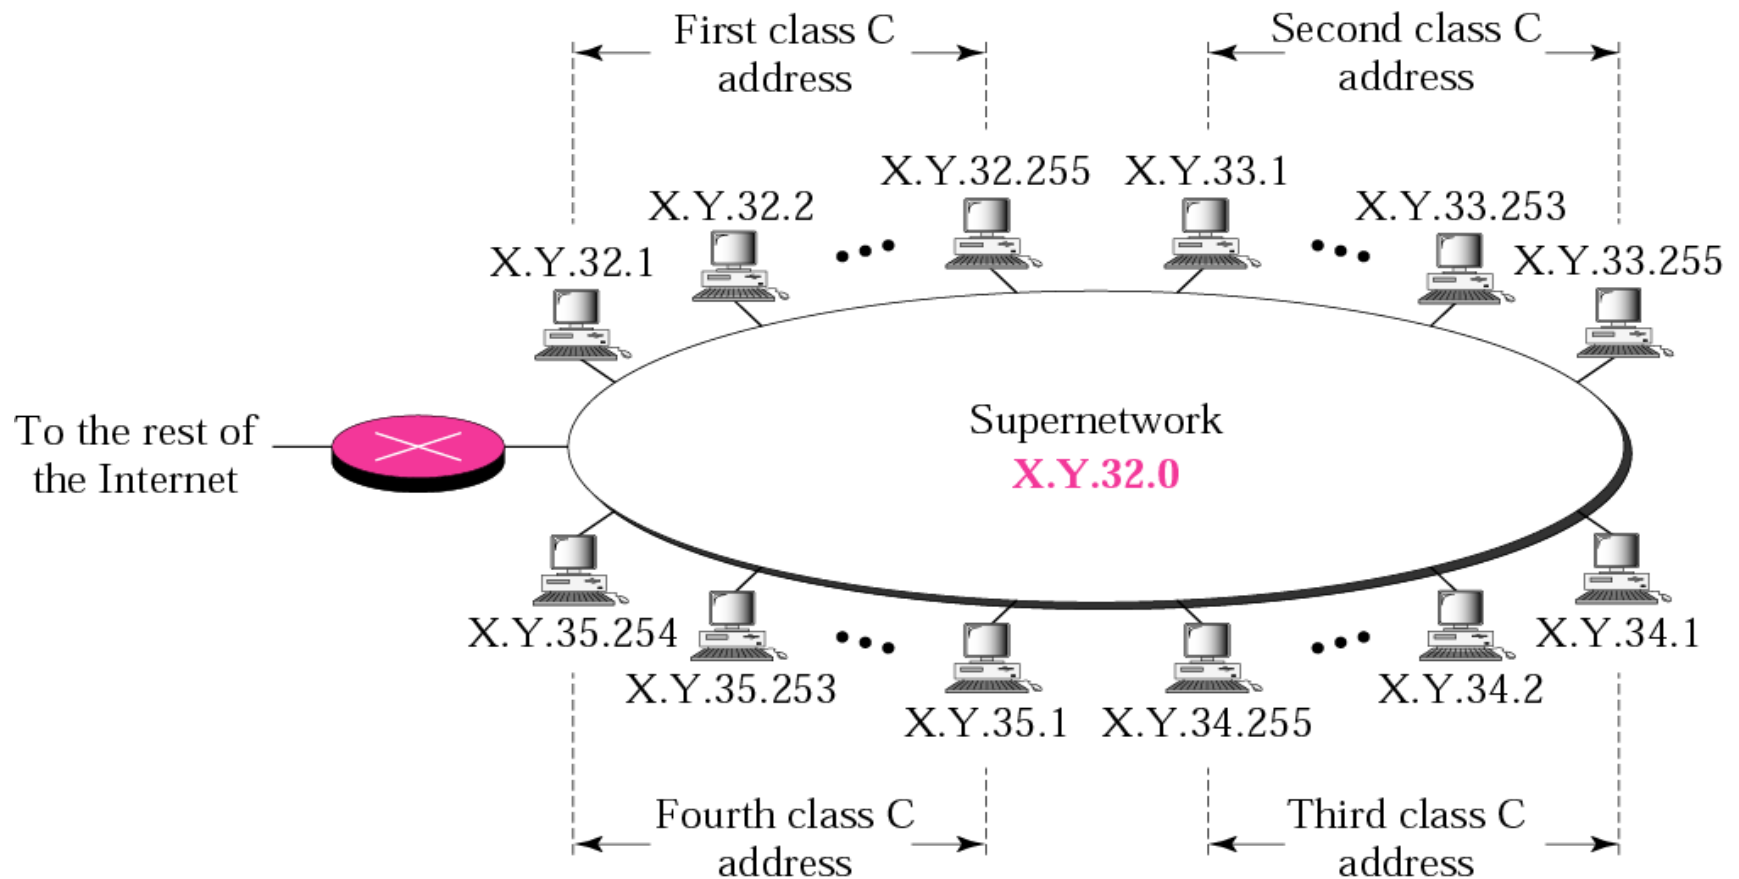 First class C
address
Second class C
address
X.Y.32.255
X.Y.33.1
X.Y.32.2
X.Y.33.253
X.Y.32.1
X.Y.33.255
To the rest of
the Internet
Supernetwork
X.Y.32.0
X.Y.35.254
X.Y.34.1
X.Y.35.253
X.Y.34.2
X.Y.35.1
X.Y.34.255
Fourth class C
address
Third class C
address